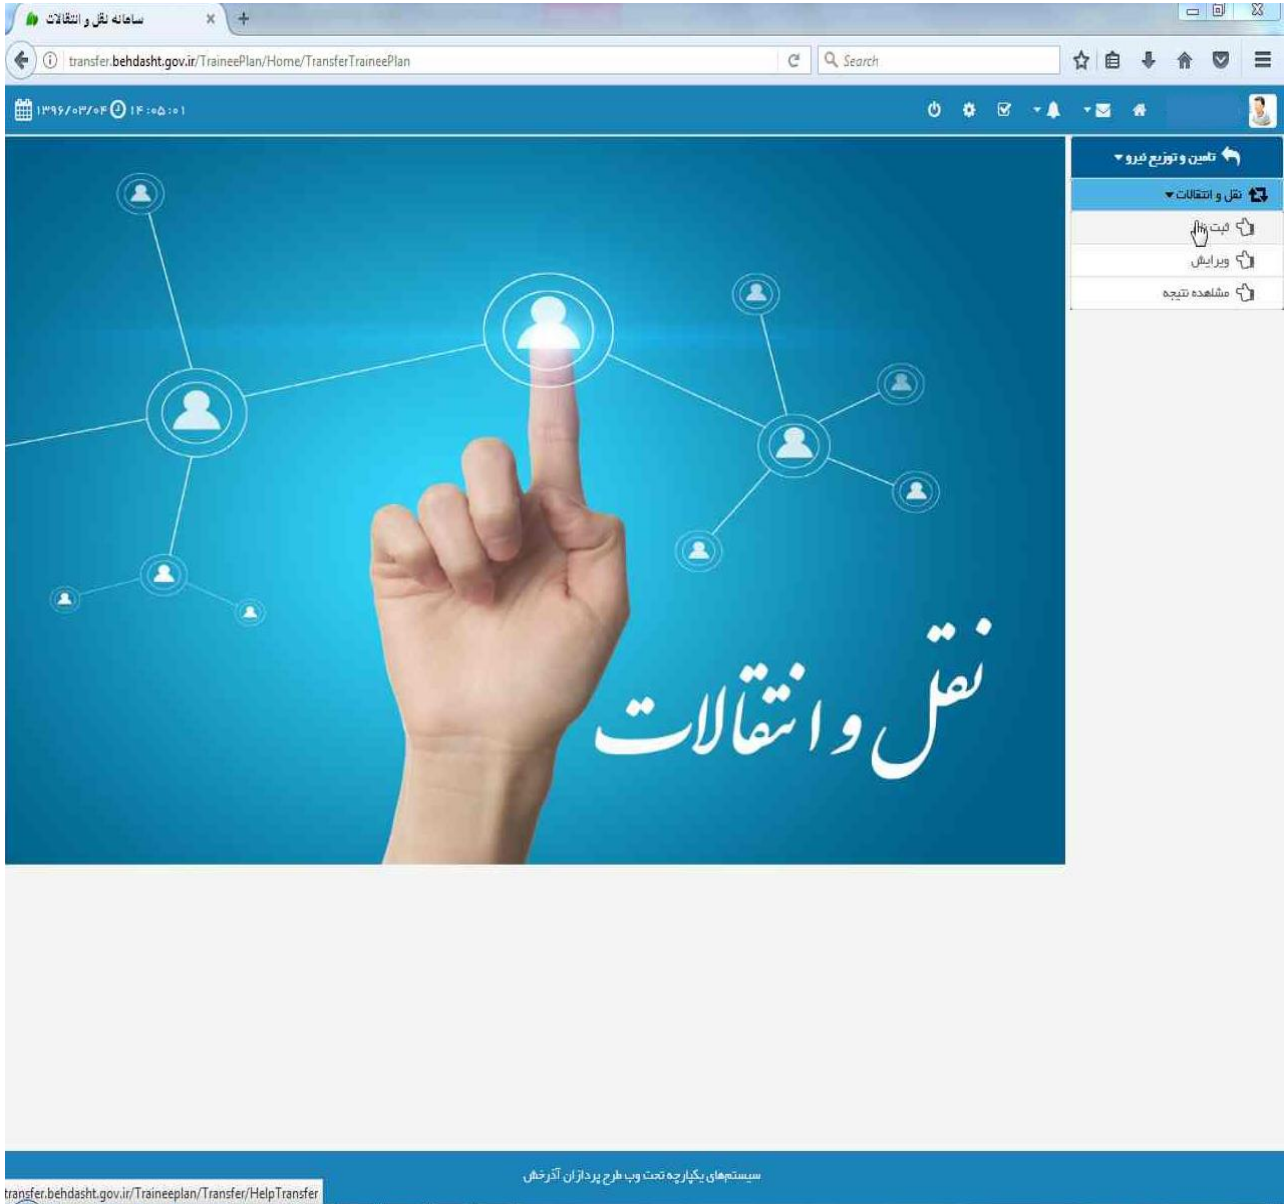 سامانه نقل و انتقالات
transfer.behdasht.gov.ir/TraineePlan/Home/TransferTraineePlan
Search
۱۳۹۶/۰۳/۰۴ ۱۴:۰۵:۰۱
تامین و توزیع نیرو
نقل و انتقالات
ثبت
ویرایش
مشاهده نتیجه
نقل و انتقالات
سیستم‌های یکپارچه تحت وب طرح پردازان آذرخش
transfer.behdasht.gov.ir/Traineeplan/Transfer/HelpTransfer